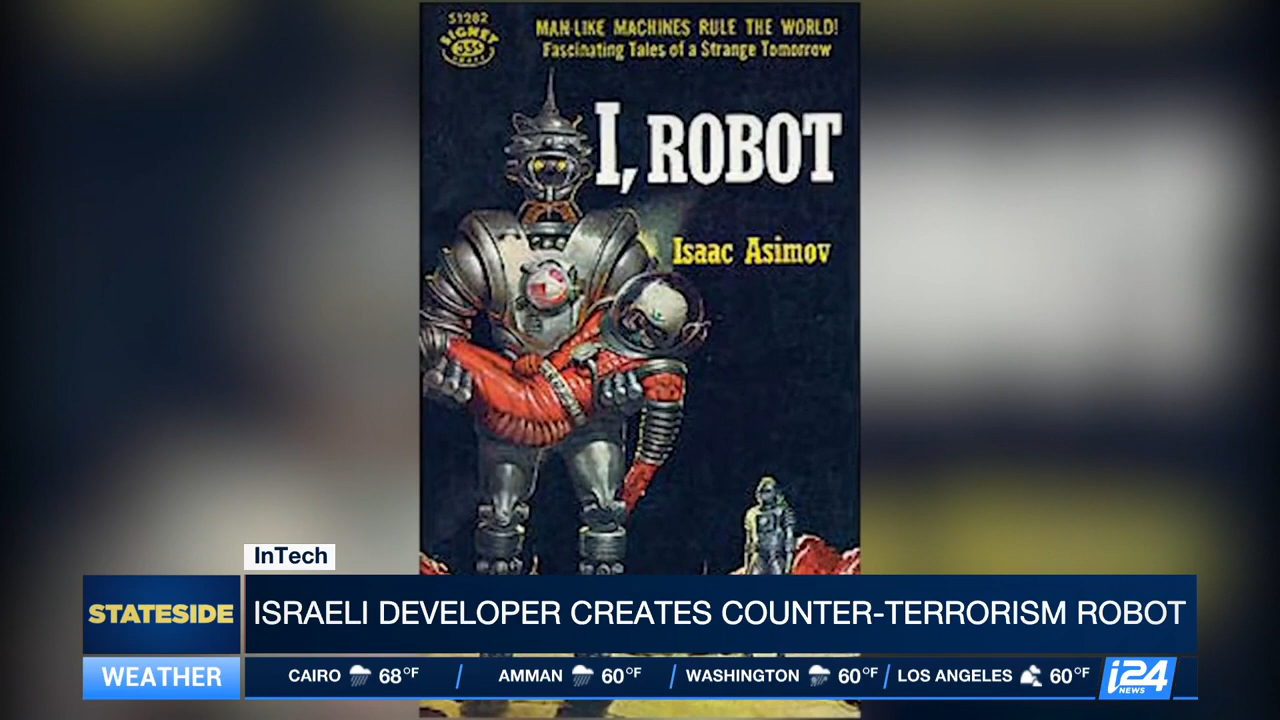 S1282
SIGNET
35¢
MAN-LIKE MACHINES RULE THE WORLD!
Fascinating Tales of a Strange Tomorrow
I, ROBOT
Isaac Asimov
InTech
STATESIDE
ISRAELI DEVELOPER CREATES COUNTER-TERRORISM ROBOT
WEATHER
CAIRO 68°F / AMMAN 60°F / WASHINGTON 60°F / LOS ANGELES 60°F
i24
NEWS